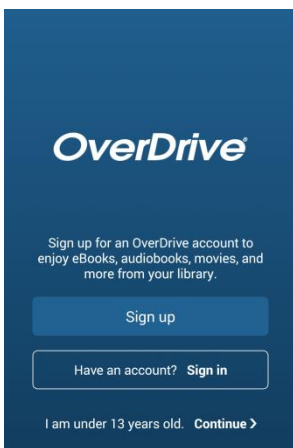 OverDrive®
Sign up for an OverDrive account to
enjoy eBooks, audiobooks, movies, and
more from your library.
Sign up
Have an account? Sign in
I am under 13 years old. Continue >